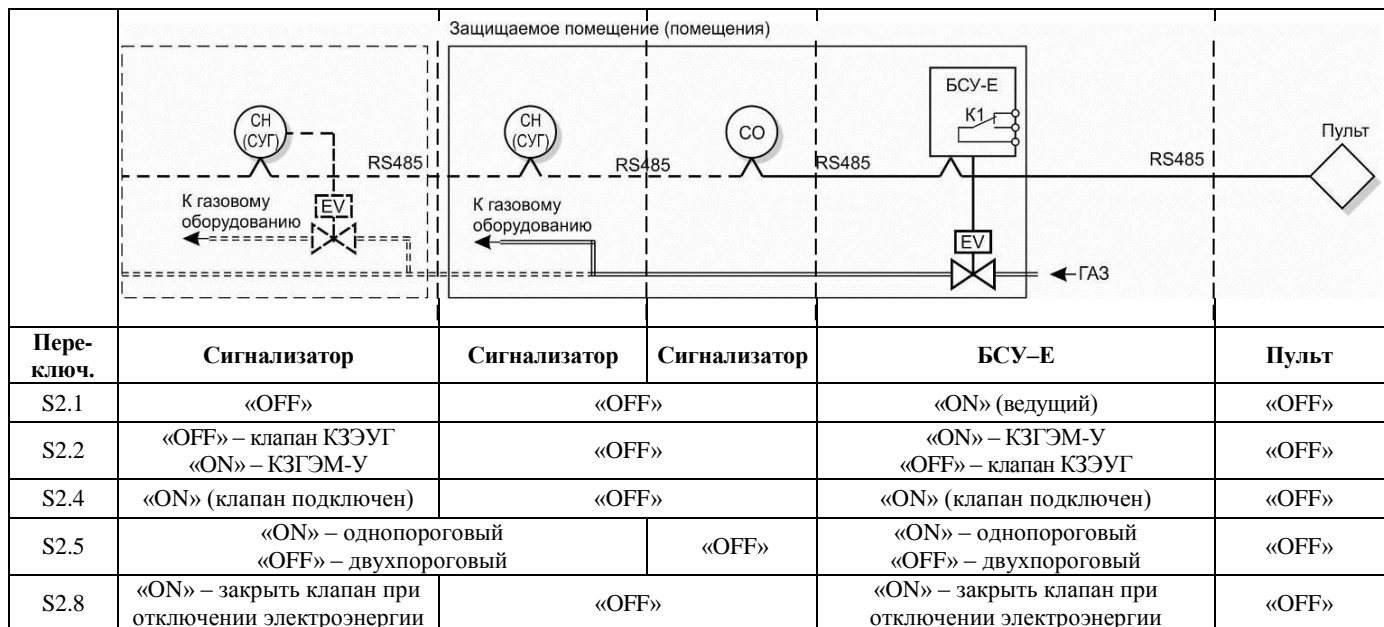 Защищаемое помещение (помещения)
БСУ-Е
К1
СН
(СУГ)
СН
(СУГ)
СО
Пульт
RS485
RS485
RS485
RS485
К газовому
оборудованию
EV
К газовому
оборудованию
EV
ГАЗ
Пере-
ключ.
Сигнализатор
Сигнализатор
Сигнализатор
БСУ–Е
Пульт
S2.1
«OFF»
«OFF»
«ON» (ведущий)
«OFF»
S2.2
«OFF» – клапан КЗЭУГ
«ON» – КЗГЭМ-У
«OFF»
«ON» – КЗГЭМ-У
«OFF» – клапан КЗЭУГ
«OFF»
S2.4
«ON» (клапан подключен)
«OFF»
«ON» (клапан подключен)
«OFF»
S2.5
«ON» – однопороговый
«OFF» – двухпороговый
«OFF»
«ON» – однопороговый
«OFF» – двухпороговый
«OFF»
S2.8
«ON» – закрыть клапан при
отключении электроэнергии
«OFF»
«ON» – закрыть клапан при
отключении электроэнергии
«OFF»